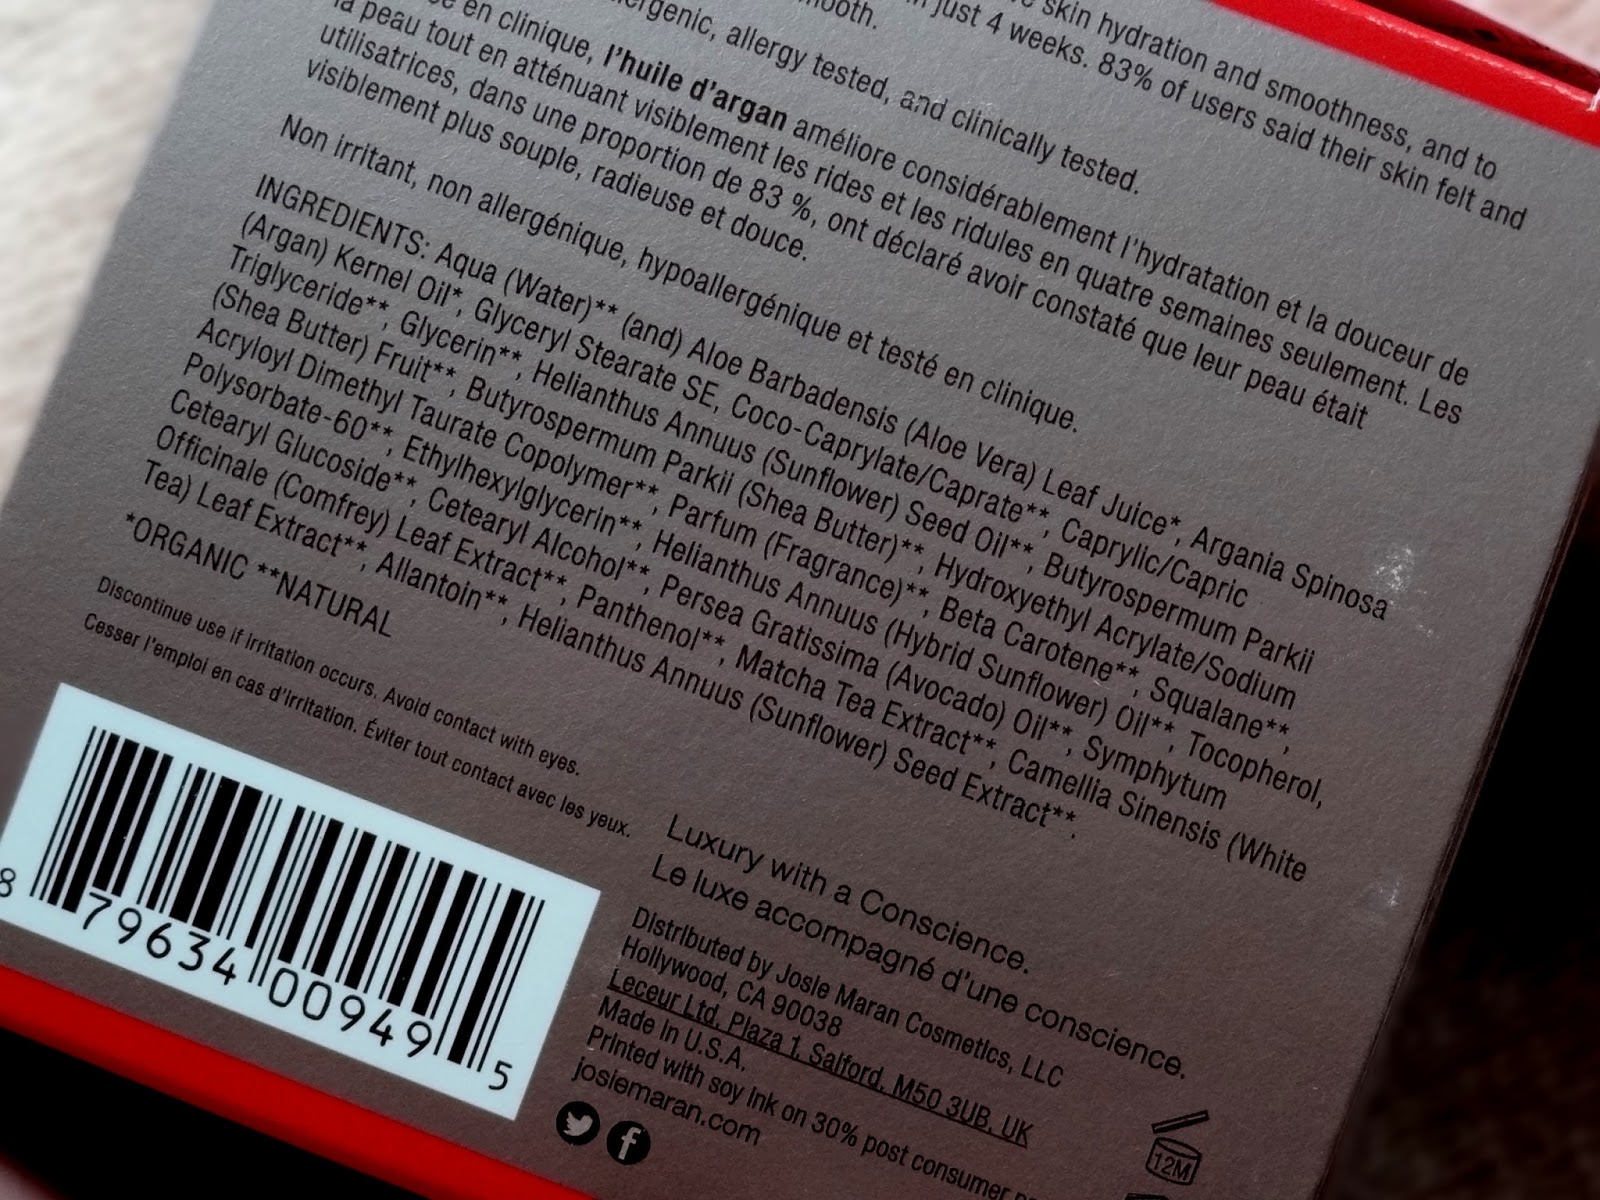 skin hydration and smoothness, and to
in just 4 weeks. 83% of users said their skin felt and
smooth.
allergy tested, and clinically tested.
en clinique, l'huile d'argan améliore considérablement l'hydratation et la douceur de
la peau tout en atténuant visiblement les rides et les ridules en quatre semaines seulement. Les
utilisatrices, dans une proportion de 83 %, ont déclaré avoir constaté que leur peau était
visiblement plus souple, radieuse et douce.
Non irritant, non allergénique, hypoallergénique et testé en clinique.
INGREDIENTS: Aqua (Water)** (and) Aloe Barbadensis (Aloe Vera) Leaf Juice*, Argania Spinosa
(Argan) Kernel Oil*, Glyceryl Stearate SE, Coco-Caprylate/Caprate**, Caprylic/Capric
Triglyceride**, Glycerin**, Helianthus Annuus (Sunflower) Seed Oil**, Butyrospermum Parkii
(Shea Butter) Fruit**, Butyrospermum Parkii (Shea Butter)**, Hydroxyethyl Acrylate/Sodium
Acryloyl Dimethyl Taurate Copolymer**, Parfum (Fragrance)**, Beta Carotene**, Squalane**,
Polysorbate-60**, Ethylhexylglycerin**, Helianthus Annuus (Hybrid Sunflower) Oil**, Tocopherol,
Cetearyl Glucoside**, Cetearyl Alcohol**, Persea Gratissima (Avocado) Oil**, Symphytum
Officinale (Comfrey) Leaf Extract**, Panthenol**, Matcha Tea Extract**, Camellia Sinensis (White
Tea) Leaf Extract**, Allantoin**, Helianthus Annuus (Sunflower) Seed Extract**.
*ORGANIC **NATURAL
Discontinue use if irritation occurs. Avoid contact with eyes.
Cesser l'emploi en cas d'irritation. Éviter tout contact avec les yeux.
8 79634 00949 5
Luxury with a Conscience.
Le luxe accompagné d'une conscience.
Distributed by Josie Maran Cosmetics, LLC
Hollywood, CA 90038
Leceur Ltd, Plaza 1, Salford, M50 3UB, UK
Made in U.S.A.
Printed with soy ink on 30% post consumer
josiemaran.com
12M